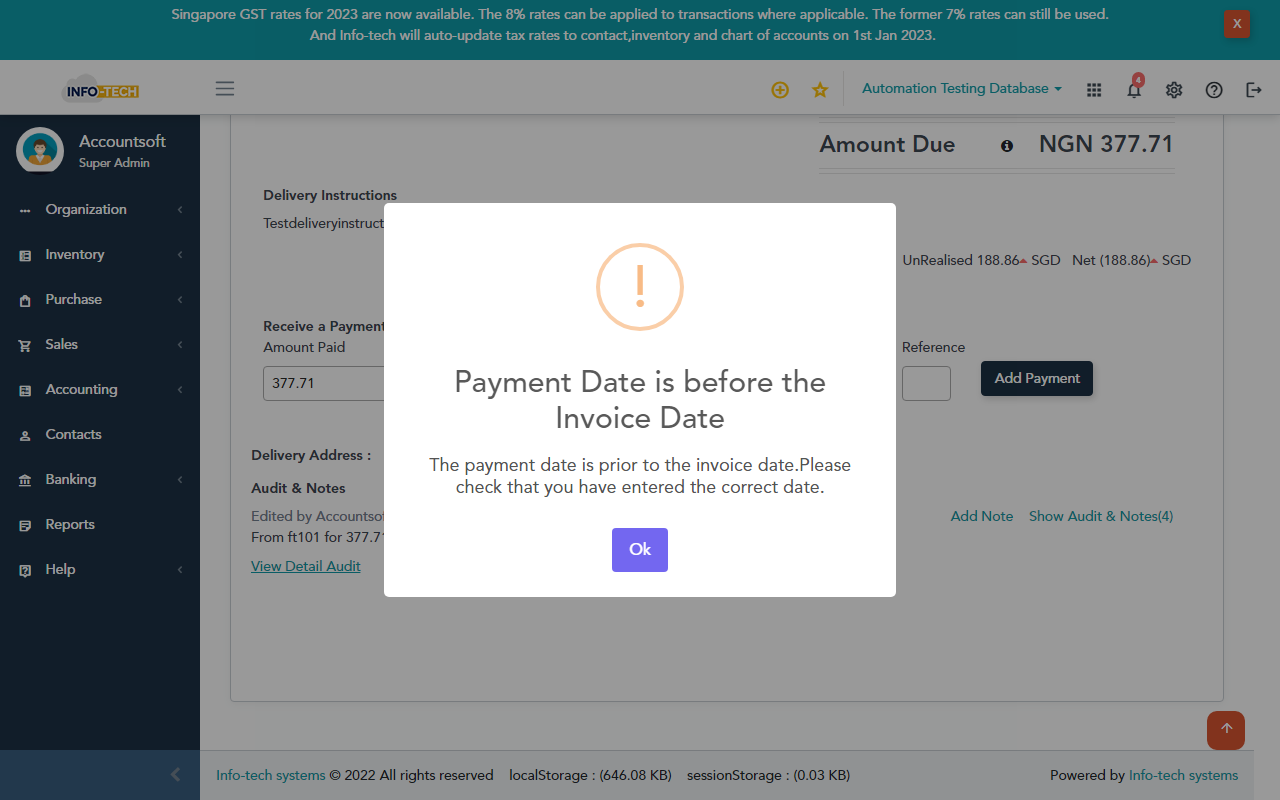 Singapore GST rates for 2023 are now available. The 8% rates can be applied to transactions where applicable. The former 7% rates can still be used.
And Info-tech will auto-update tax rates to contact,inventory and chart of accounts on 1st Jan 2023.
X
INFO-TECH
Automation Testing Database
4
Accountsoft
Super Admin
Organization
Inventory
Purchase
Sales
Accounting
Contacts
Banking
Reports
Help
Amount Due NGN 377.71
Delivery Instructions
Testdeliveryinstruct
UnRealised 188.86 SGD Net (188.86) SGD
Receive a Payment
Amount Paid
Reference
377.71
Add Payment
Delivery Address :
Audit & Notes
Edited by Accountsof
From ft101 for 377.71
View Detail Audit
Add Note Show Audit & Notes(4)
!
Payment Date is before the
Invoice Date
The payment date is prior to the invoice date.Please
check that you have entered the correct date.
Ok
Info-tech systems © 2022 All rights reserved localStorage : (646.08 KB) sessionStorage : (0.03 KB)
Powered by Info-tech systems